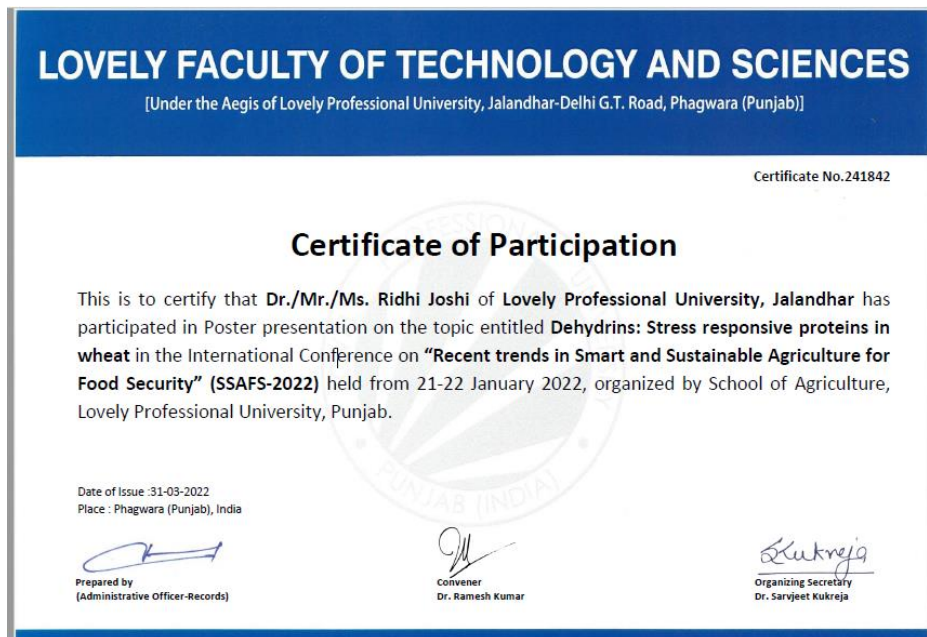 LOVELY FACULTY OF TECHNOLOGY AND SCIENCES
[Under the Aegis of Lovely Professional University, Jalandhar-Delhi G.T. Road, Phagwara (Punjab)]
Certificate No.241842
Certificate of Participation
This is to certify that Dr./Mr./Ms. Ridhi Joshi of Lovely Professional University, Jalandhar has
participated in Poster presentation on the topic entitled Dehydrins: Stress responsive proteins in
wheat in the International Conference on “Recent trends in Smart and Sustainable Agriculture for
Food Security” (SSAFS-2022) held from 21-22 January 2022, organized by School of Agriculture,
Lovely Professional University, Punjab.
PUNJAB (INDIA)
Date of Issue :31-03-2022
Place : Phagwara (Punjab), India
SKukreja
Prepared by
(Administrative Officer-Records)
Convener
Dr. Ramesh Kumar
Organizing Secretary
Dr. Sarvjeet Kukreja